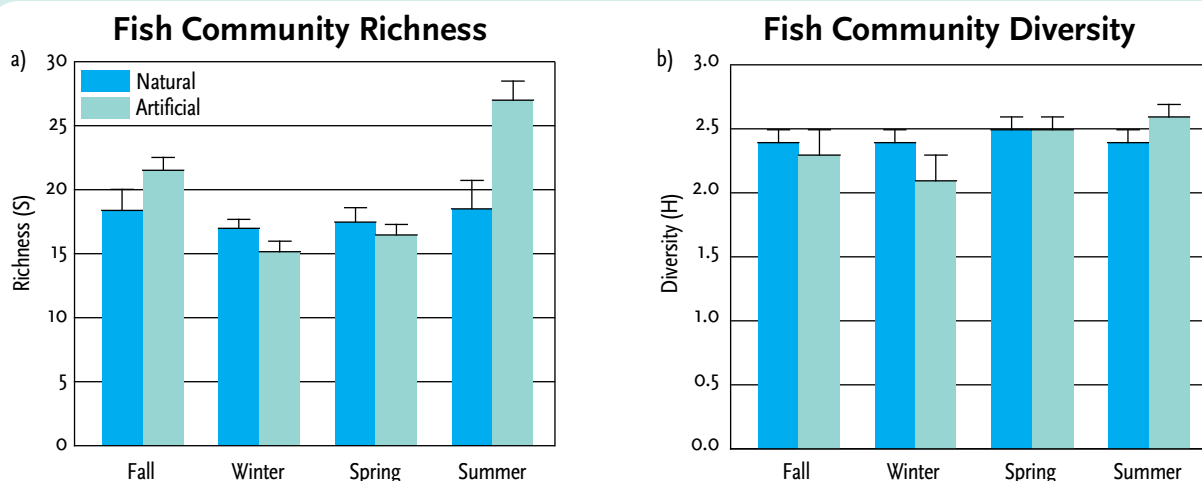 Fish Community Richness
a)
30
25
20
15
10
5
0
Richness (S)
Natural
Artificial
Fall Winter Spring Summer
Fish Community Diversity
b)
3.0
2.5
2.0
1.5
1.0
0.5
0.0
Diversity (H)
Fall Winter Spring Summer